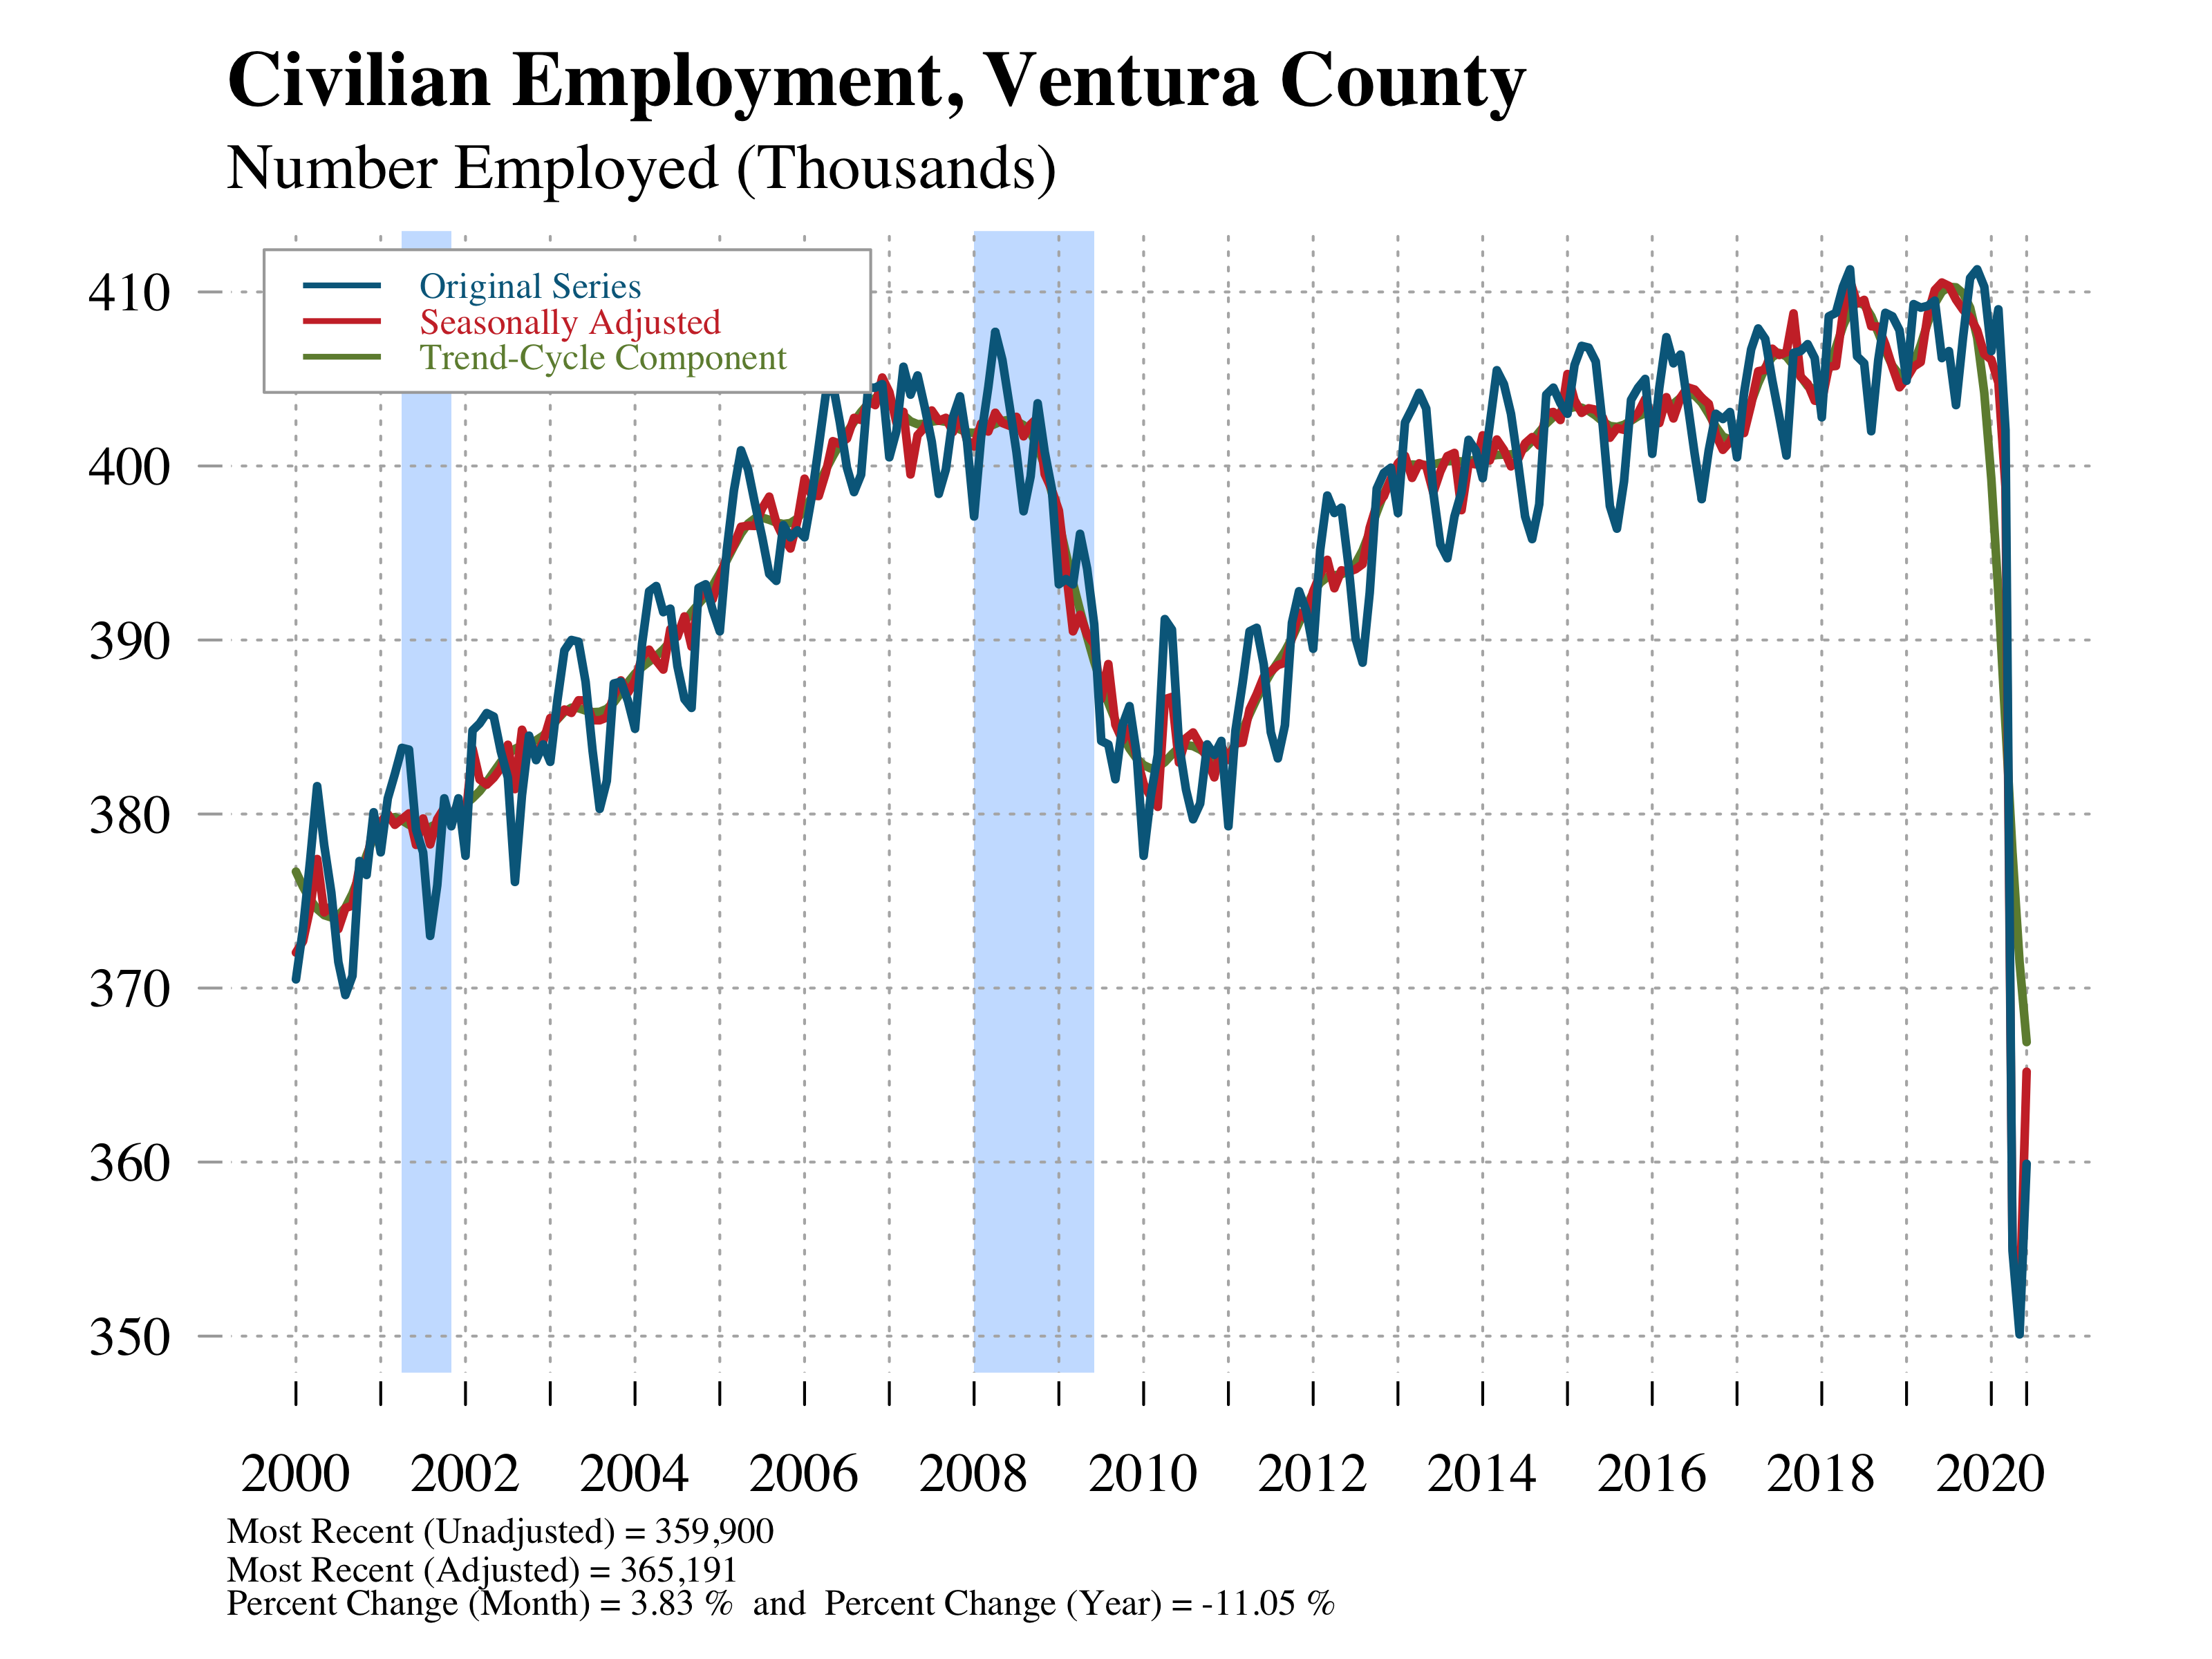 Civilian Employment, Ventura County
Number Employed (Thousands)
Original Series
Seasonally Adjusted
Trend-Cycle Component
410
400
390
380
370
360
350
2000 2002 2004 2006 2008 2010 2012 2014 2016 2018 2020
Most Recent (Unadjusted) = 359,900
Most Recent (Adjusted) = 365,191
Percent Change (Month) = 3.83 % and Percent Change (Year) = -11.05 %